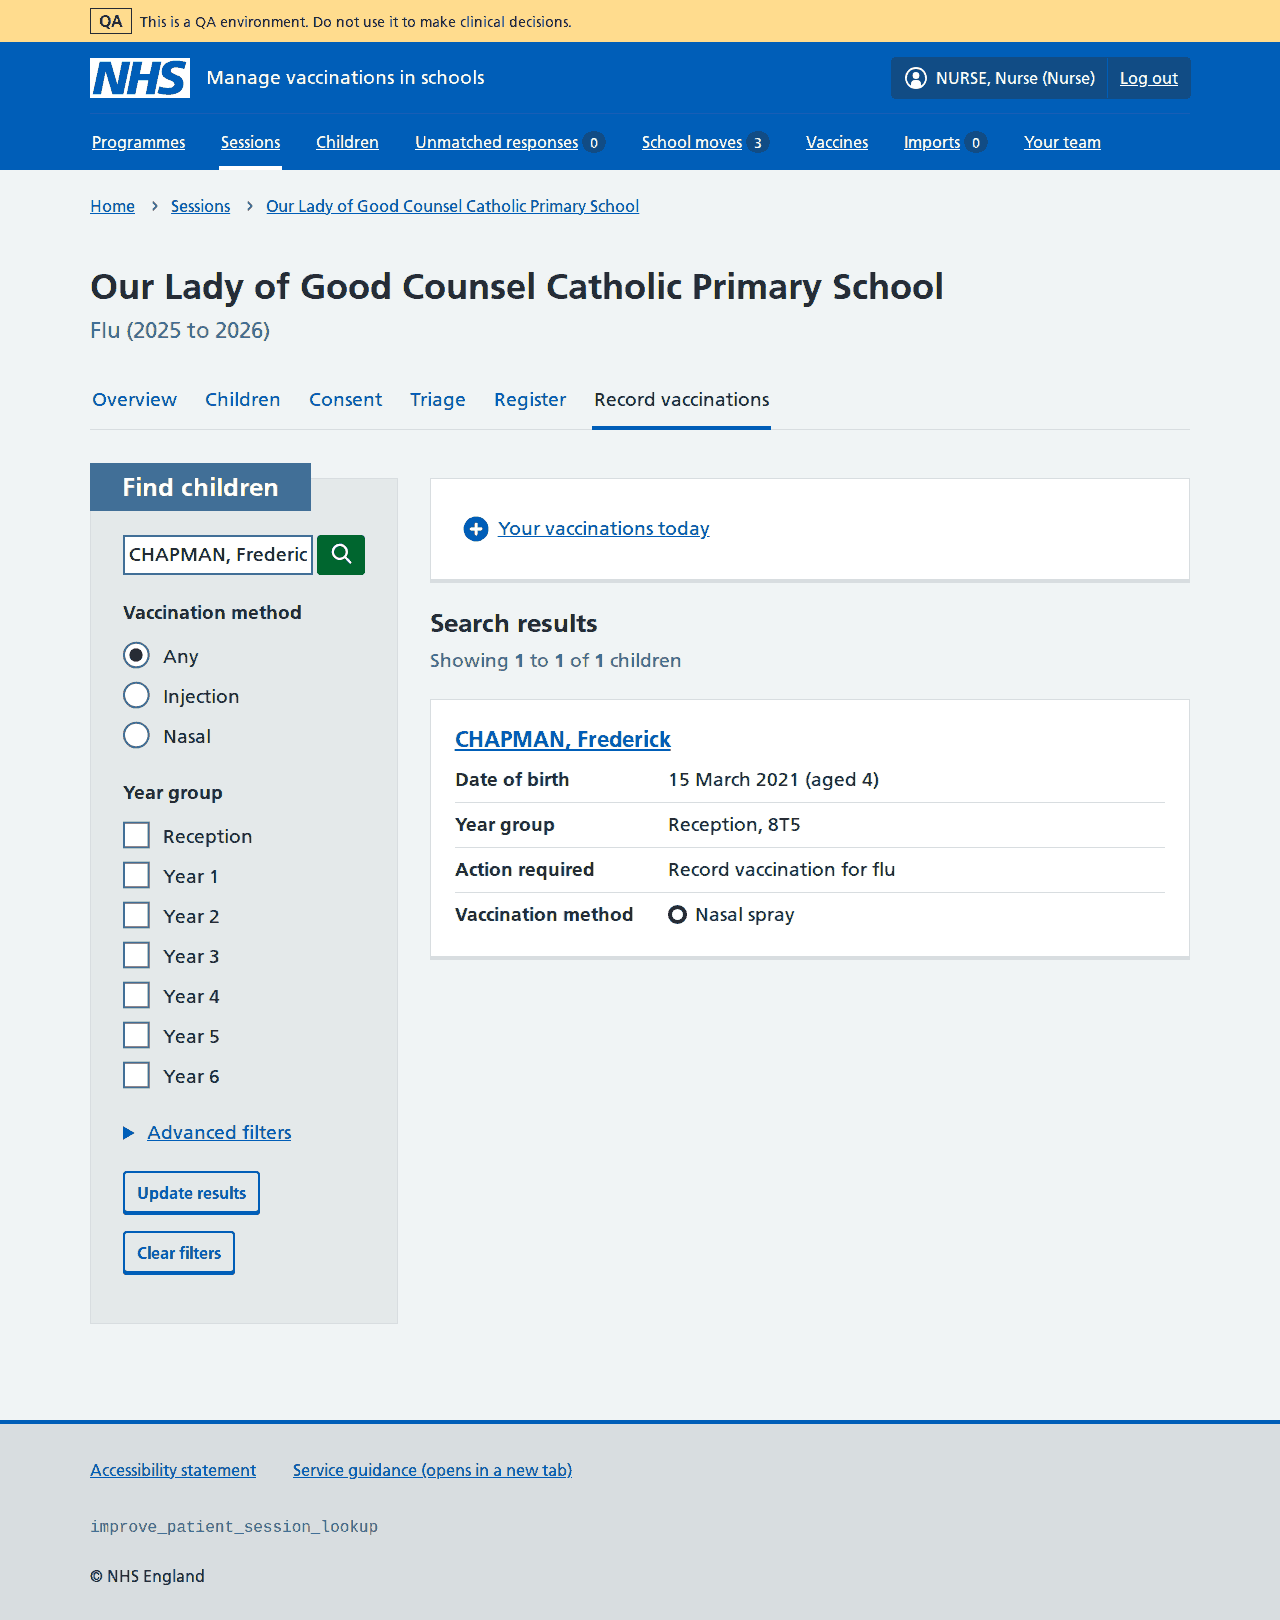 QA This is a QA environment. Do not use it to make clinical decisions.
NHS Manage vaccinations in schools NURSE, Nurse (Nurse) Log out
Programmes Sessions Children Unmatched responses 0 School moves 3 Vaccines Imports 0 Your team
Home Sessions Our Lady of Good Counsel Catholic Primary School
Our Lady of Good Counsel Catholic Primary School
Flu (2025 to 2026)
Overview Children Consent Triage Register Record vaccinations
Find children
CHAPMAN, Frederic
Vaccination method
Any
Injection
Nasal
Year group
Reception
Year 1
Year 2
Year 3
Year 4
Year 5
Year 6
Advanced filters
Update results
Clear filters
Your vaccinations today
Search results
Showing 1 to 1 of 1 children
CHAPMAN, Frederick
Date of birth 15 March 2021 (aged 4)
Year group Reception, 8T5
Action required Record vaccination for flu
Vaccination method Nasal spray
Accessibility statement Service guidance (opens in a new tab)
improve_patient_session_lookup
© NHS England